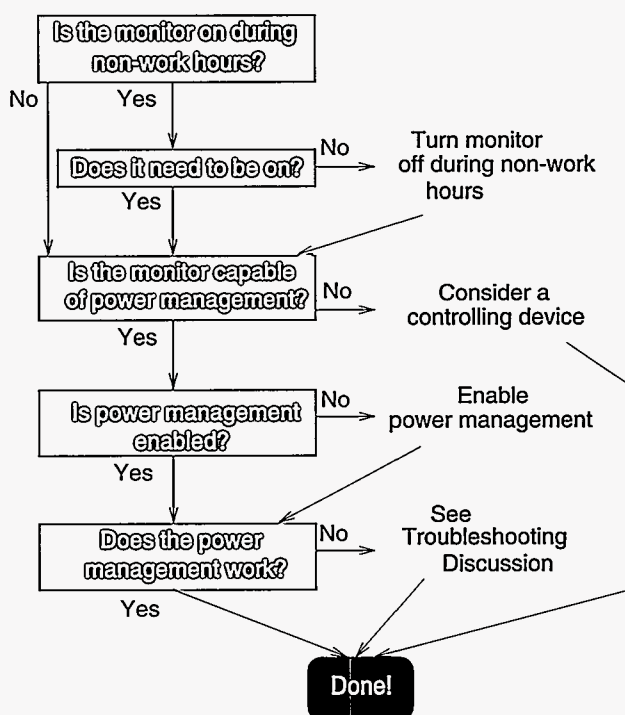 Is the monitor on during
non-work hours?
No
Yes
Does it need to be on?
No
Turn monitor
off during non-work
hours
Yes
Is the monitor capable
of power management?
No
Consider a
controlling device
Yes
Is power management
enabled?
No
Enable
power management
Yes
Does the power
management work?
No
See
Troubleshooting
Discussion
Yes
Done!